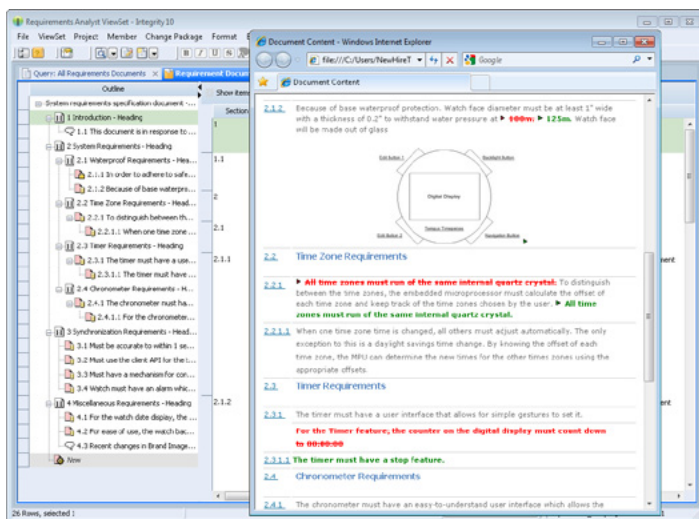 Requirements Analyst ViewSet - Integrity 10
File ViewSet Project Member Change Package Format
Query: All Requirements Documents
Requirement Docum
Outline
Show items
Section
System requirements specification document -...
1 Introduction - Heading
1.1 This document is in response to ...
2 System Requirements - Heading
2.1 Waterproof Requirements - Hea...
2.1.1 In order to adhere to safe...
2.1.2 Because of base waterpro...
2.2 Time Zone Requirements - Head...
2.2.1 To distinguish between th...
2.2.1.1 When one time zone ...
2.3 Timer Requirements - Heading
2.3.1 The timer must have a use...
2.3.1.1 The timer must have ...
2.4 Chronometer Requirements - H...
2.4.1 The chronometer must ha...
2.4.1.1 For the chronometer...
3 Synchronization Requirements - Head...
3.1 Must be accurate to within 1 se...
3.2 Must use the client API for the t...
3.3 Must have a mechanism for con...
3.4 Watch must have an alarm whic...
4 Miscellaneous Requirements - Heading
4.1 For the watch date display, the ...
4.2 For ease of use, the watch bac...
4.3 Recent changes in Brand Image...
New
26 Rows, selected 1
1
1.1
2
2.1
2.1.1
2.1.2
Document Content - Windows Internet Explorer
file:///C:/Users/NewHireT
Google
Document Content
2.1.2 Because of base waterproof protection. Watch face diameter must be at least 1" wide
with a thickness of 0.2" to withstand water pressure at 100m. 125m. Watch face
will be made out of glass
Exit Button 1
Backlight Button
Digital Display
Exit Button 2
Navigation Button
2.2 Time Zone Requirements
2.2.1 All time zones must run of the same internal quartz crystal: To distinguish
between the time zones, the embedded microprocessor must calculate the offset of
each time zone and keep track of the time zones chosen by the user. All time
zones must run of the same internal quartz crystal.
2.2.1.1 When one time zone time is changed, all others must adjust automatically. The only
exception to this is a daylight savings time change. By knowing the offset of each
time zone, the MPU can determine the new times for the other times zones using the
appropriate offsets.
2.3 Timer Requirements
2.3.1 The timer must have a user interface that allows for simple gestures to set it.
For the Timer feature, the counter on the digital display must count down
to 00:00:00
2.3.1.1 The timer must have a stop feature.
2.4 Chronometer Requirements
2.4.1 The chronometer must have an easy-to-understand user interface which allows the